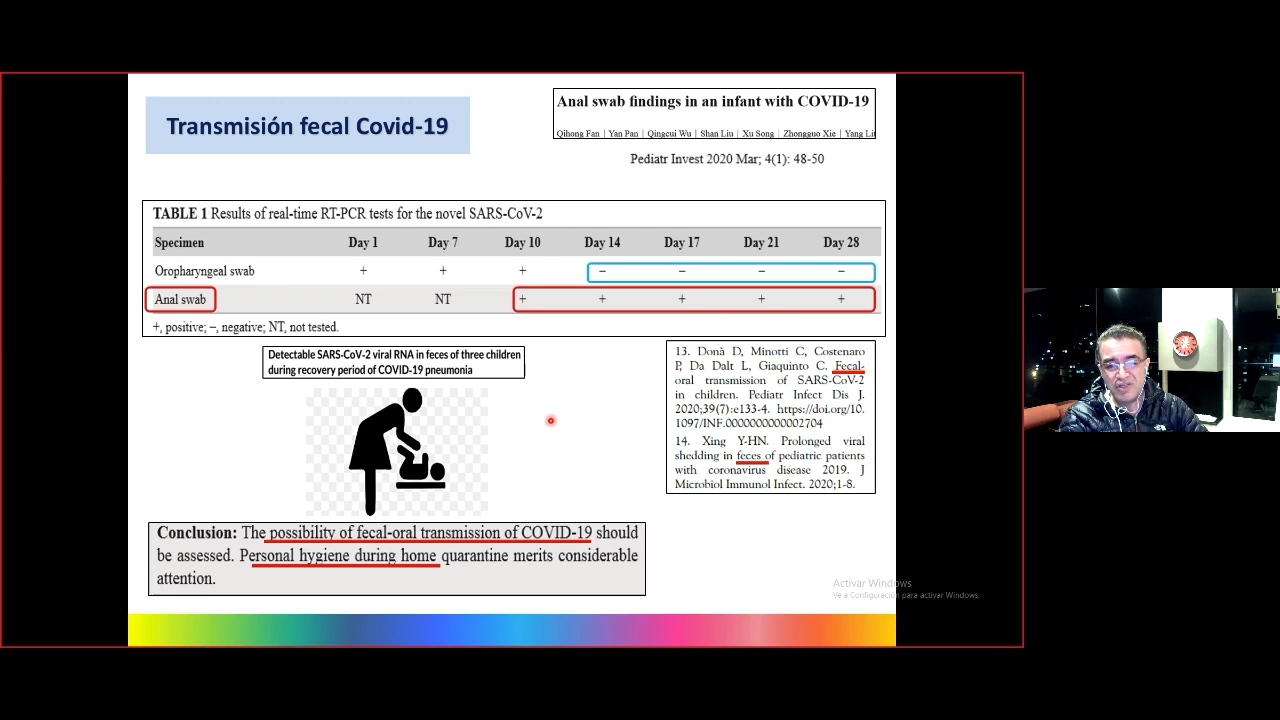 Transmisión fecal Covid-19
Anal swab findings in an infant with COVID-19
Qihong Fan | Yan Pan | Qingcui Wu | Shan Liu | Xu Song | Zhongguo Xie | Yang
Pediatr Invest 2020 Mar; 4(1): 48-50
TABLE 1 Results of real-time RT-PCR tests for the novel SARS-CoV-2
Specimen Day 1 Day 7 Day 10 Day 14 Day 17 Day 21 Day 28
Oropharyngeal swab + + + – – – –
Anal swab NT NT + + + + +
+, positive; –, negative; NT, not tested.
Detectable SARS-CoV-2 viral RNA in feces of three children
during recovery period of COVID-19 pneumonia
13. Donà D, Minotti C, Costenaro
P, Da Dalt L, Giaquinto C. Fecal-
oral transmission of SARS-CoV-2
in children. Pediatr Infect Dis J.
2020;39(7):e133-4. https://doi.org/10.
1097/INF.0000000000002704
14. Xing Y-HN. Prolonged viral
shedding in feces of pediatric patients
with coronavirus disease 2019. J
Microbiol Immunol Infect. 2020;1-8.
Conclusion: The possibility of fecal-oral transmission of COVID-19 should
be assessed. Personal hygiene during home quarantine merits considerable
attention.
Activar Windows
Ve a Configuración para activar Windows.